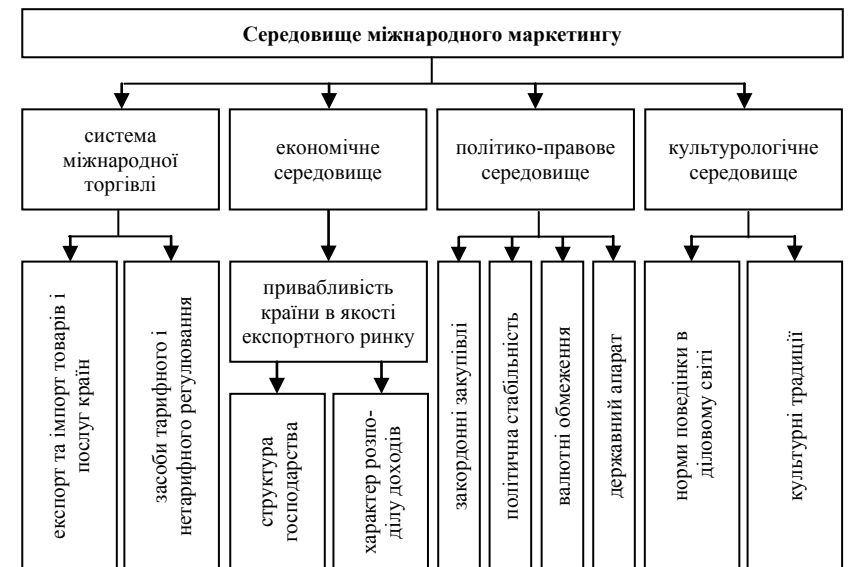 Середовище міжнародного маркетингу
система
міжнародної
торгівлі
економічне
середовище
політико-правове
середовище
культурологічне
середовище
експорт та імпорт товарів і
послуг країн
засоби тарифного і
нетарифного регулювання
привабливість
країни в якості
експортного ринку
структура
господарства
характер розпо-
ділу доходів
закордонні закупівлі
політична стабільність
валютні обмеження
державний апарат
норми поведінки в
діловому світі
культурні традиції